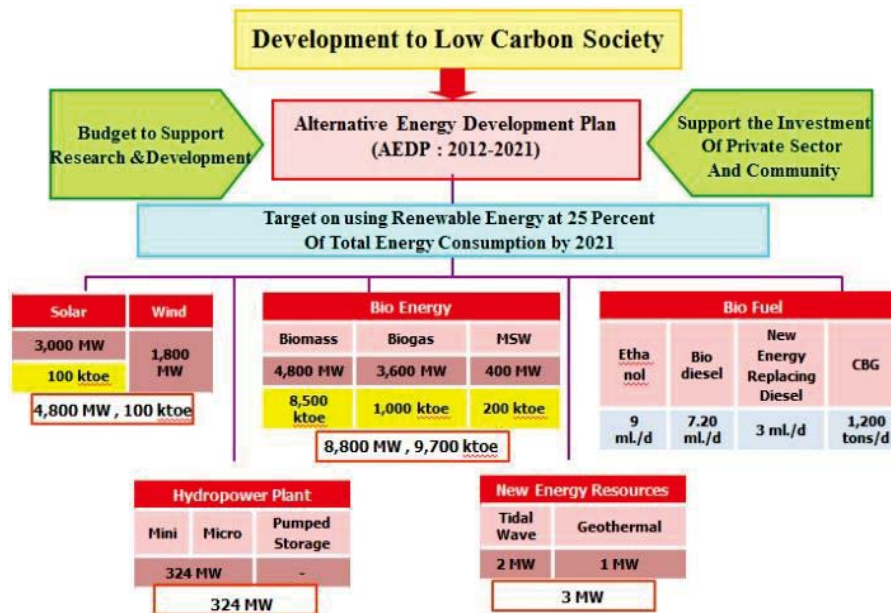 Development to Low Carbon Society
Budget to Support
Research &Development
Alternative Energy Development Plan
(AEDP : 2012-2021)
Support the Investment
Of Private Sector
And Community
Target on using Renewable Energy at 25 Percent
Of Total Energy Consumption by 2021
Solar Wind
3,000 MW
1,800
MW
100 ktoe
4,800 MW , 100 ktoe
Bio Energy
Biomass Biogas MSW
4,800 MW 3,600 MW 400 MW
8,500
ktoe
1,000 ktoe 200 ktoe
8,800 MW , 9,700 ktoe
Bio Fuel
Etha
nol
Bio
diesel
New
Energy
Replacing
Diesel
CBG
9
ml./d
7.20
ml./d
3 ml./d
1,200
tons/d
Hydropower Plant
Mini Micro
Pumped
Storage
324 MW -
324 MW
New Energy Resources
Tidal
Wave
Geothermal
2 MW 1 MW
3 MW